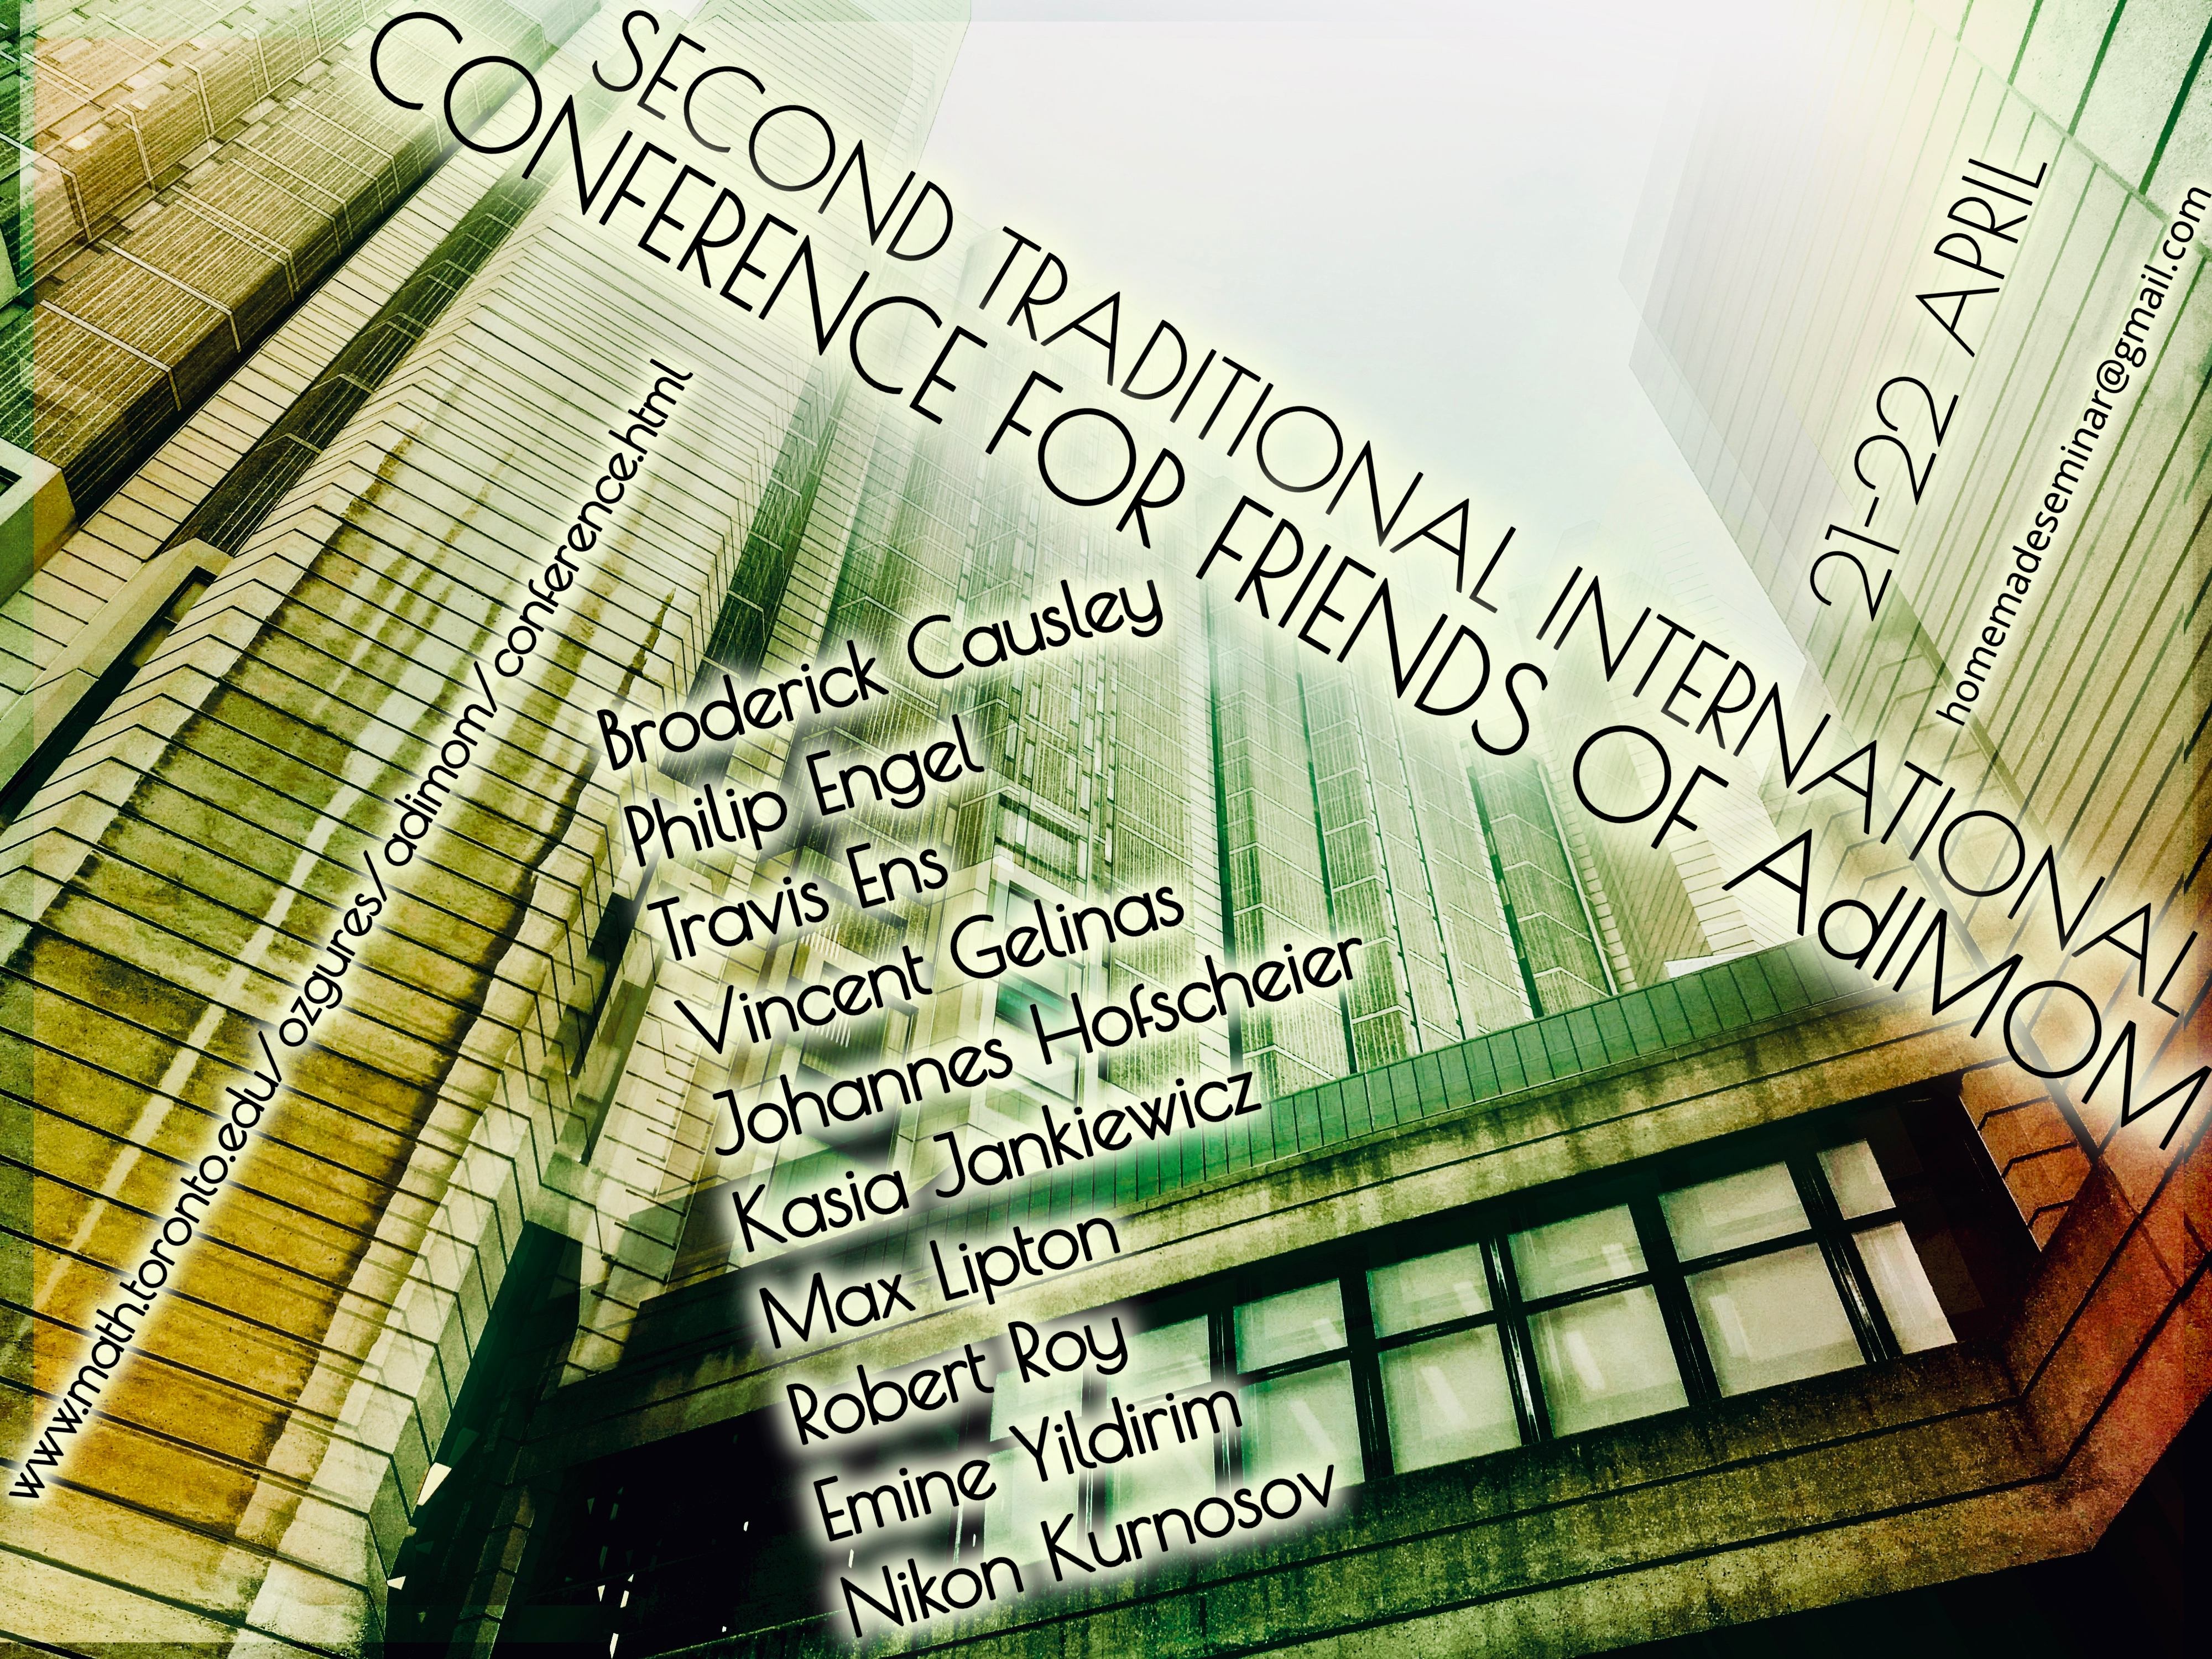 SECOND TRADITIONAL INTERNATIONAL
CONFERENCE FOR FRIENDS OF AdIMOM
21-22 APRIL
homemadeseminar@gmail.com
www.math.toronto.edu/ozgures/adimom/conference.html
Broderick Causley
Philip Engel
Travis Ens
Vincent Gelinas
Johannes Hofscheier
Kasia Jankiewicz
Max Lipton
Robert Roy
Emine Yildirim
Nikon Kurnosov